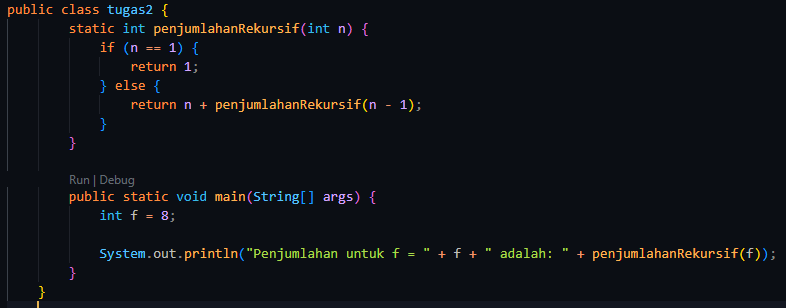 public class tugas2 {
static int penjumlahanRekursif(int n) {
if (n == 1) {
return 1;
} else {
return n + penjumlahanRekursif(n - 1);
}
}
Run | Debug
public static void main(String[] args) {
int f = 8;
System.out.println("Penjumlahan untuk f = " + f + " adalah: " + penjumlahanRekursif(f));
}
}